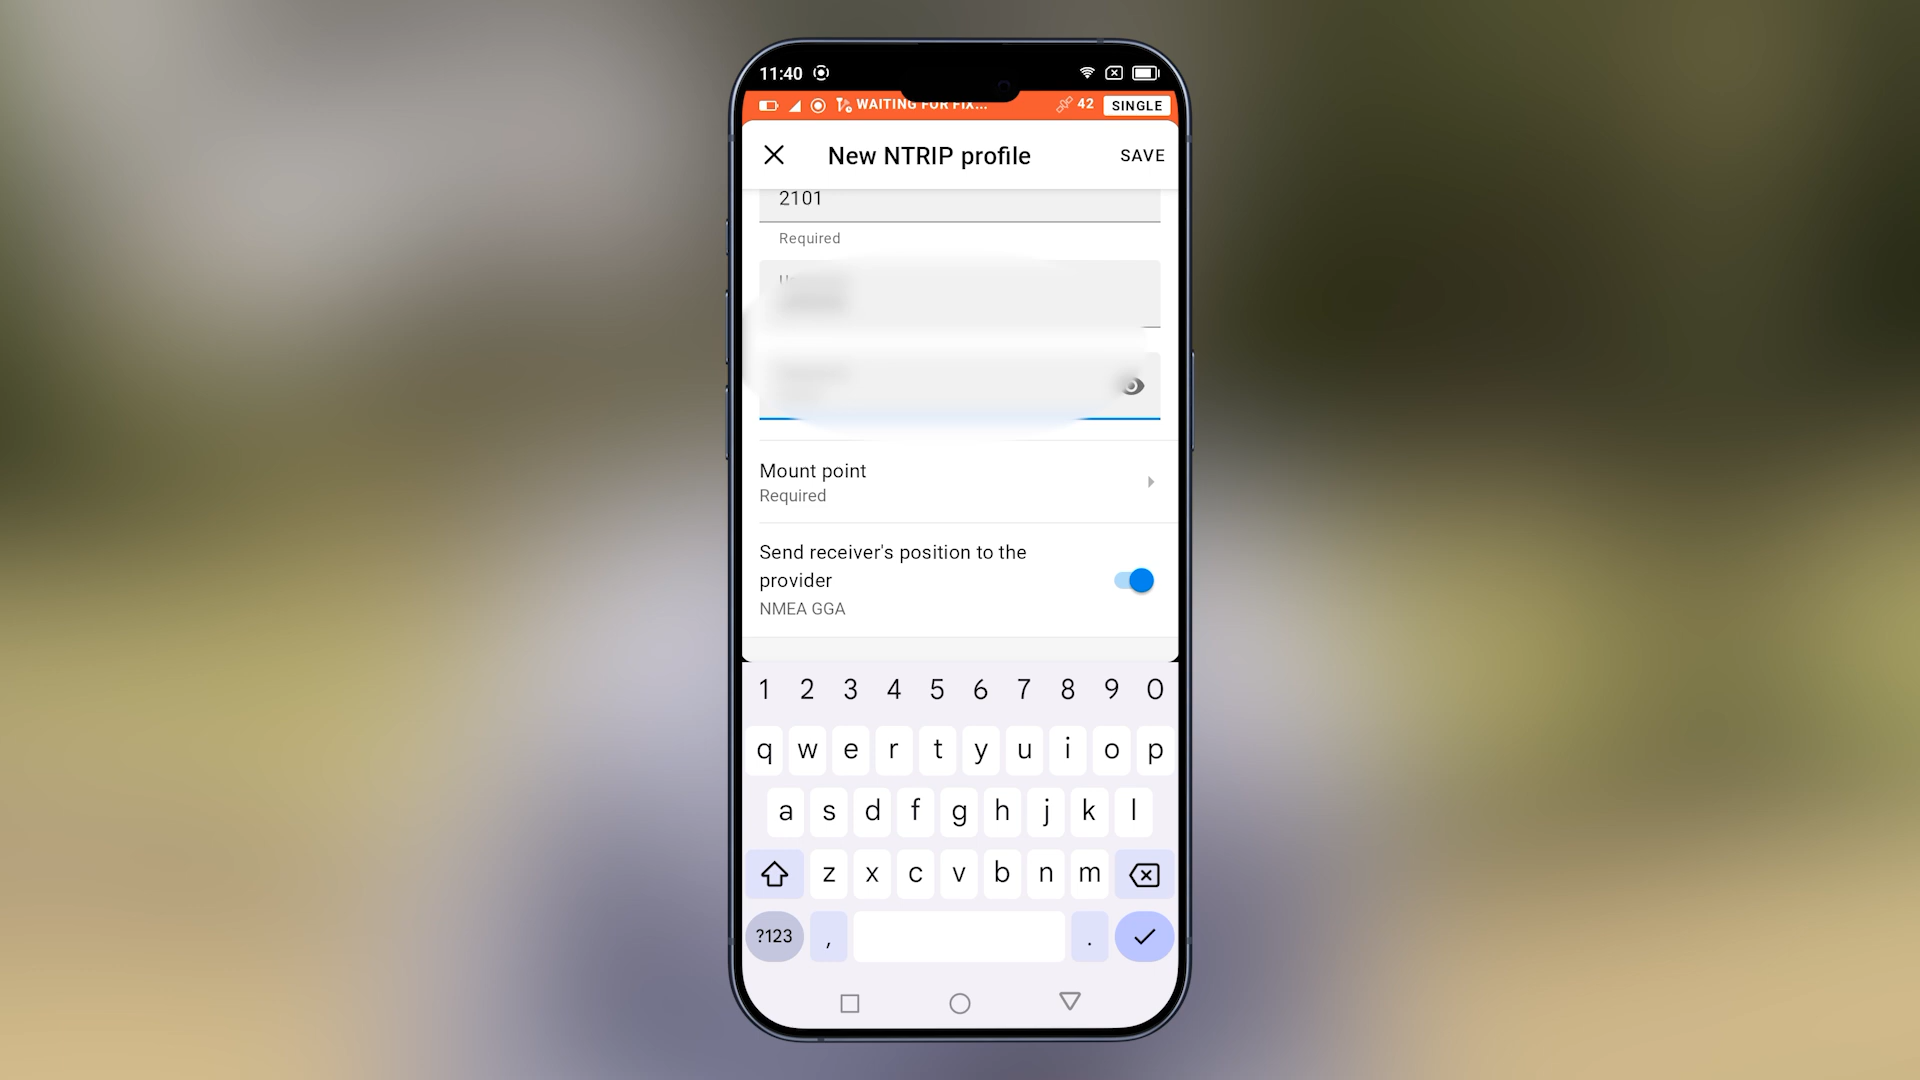 11:40
WAITING FOR FIX... 42 SINGLE
New NTRIP profile SAVE
2101
Required
Mount point
Required
Send receiver's position to the
provider
NMEA GGA
1 2 3 4 5 6 7 8 9 0
q w e r t y u i o p
a s d f g h j k l
z x c v b n m
?123 , .